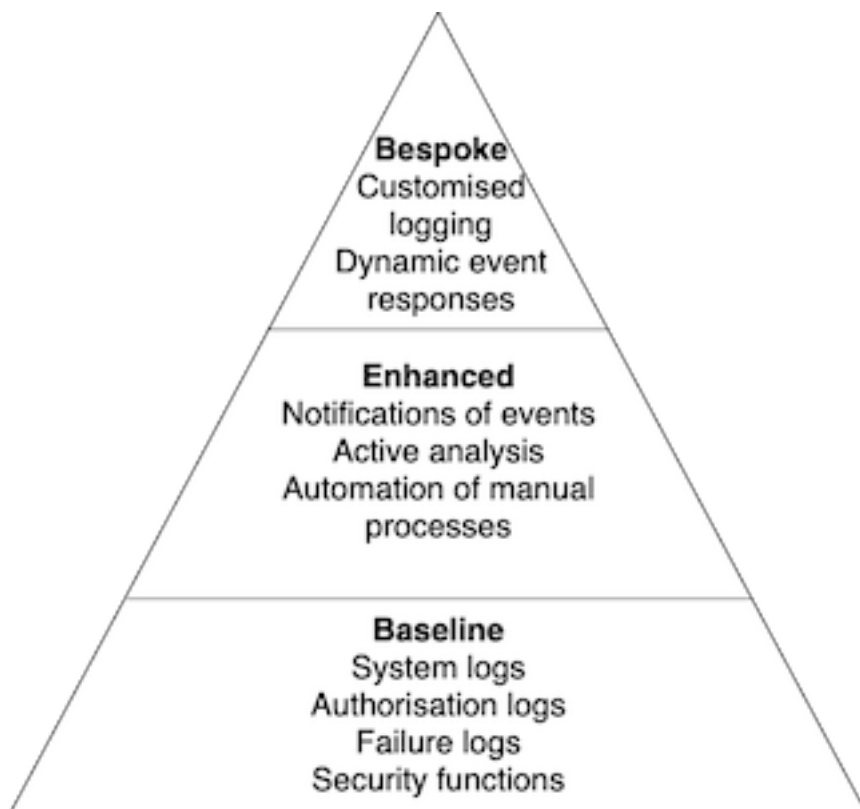 Bespoke
Customised
logging
Dynamic event
responses
Enhanced
Notifications of events
Active analysis
Automation of manual
processes
Baseline
System logs
Authorisation logs
Failure logs
Security functions